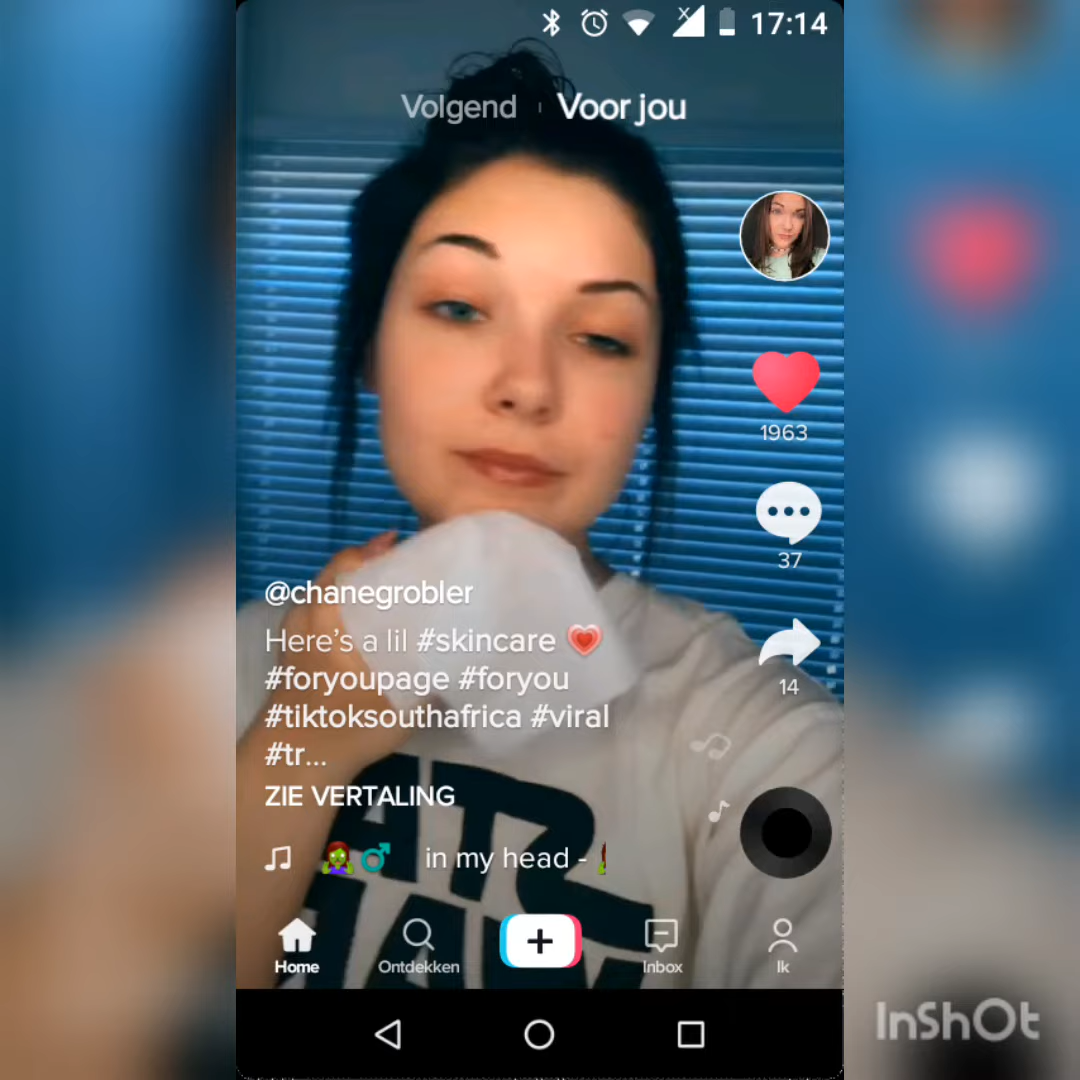 17:14
Volgend Voor jou
1963
37
14
@chanegrobler
Here's a lil #skincare 💗
#foryoupage #foryou
#tiktoksouthafrica #viral
#tr...
ZIE VERTALING
in my head -
Home Ontdekken Inbox Ik
InShOt